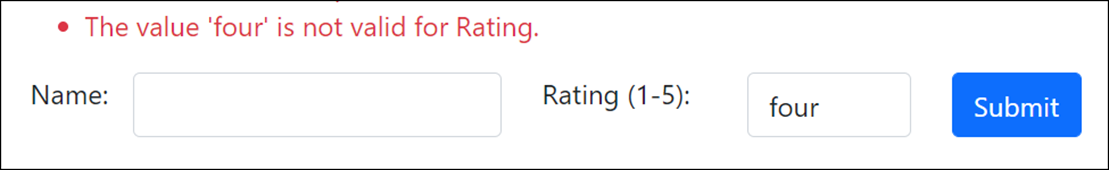 The value 'four' is not valid for Rating.
Name: Rating (1-5): four Submit